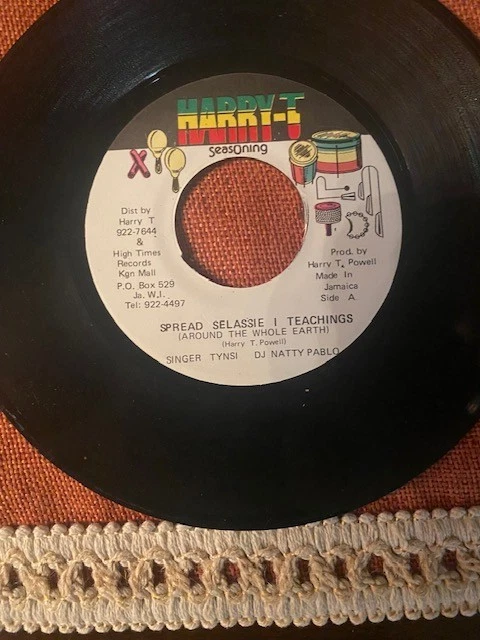 HARRY-T
seasoning
X
Dist by
Harry T
922-7644
&
High Times
Records
Kgn Mall
P.O. Box 529
Ja. W.I.
Tel: 922-4497
Prod. by
Harry T. Powell
Made In
Jamaica
Side A
SPREAD SELASSIE I TEACHINGS
(AROUND THE WHOLE EARTH)
(Harry T. Powell)
SINGER TYNSI DJ NATTY PABLO